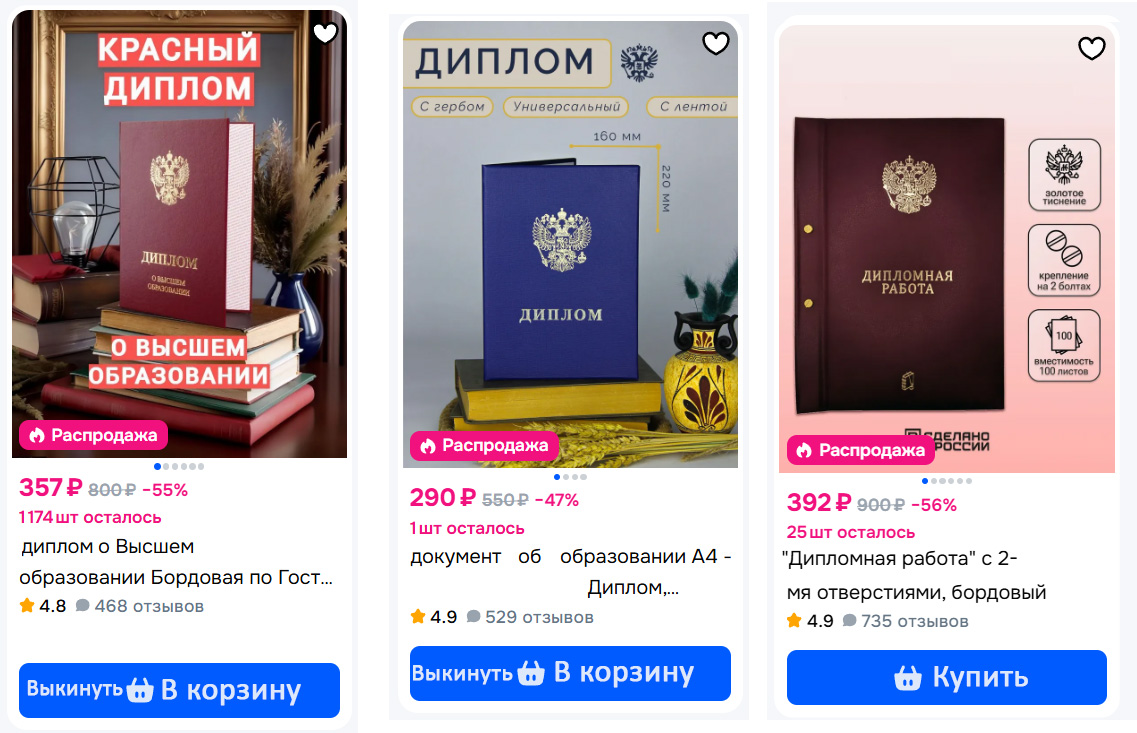 КРАСНЫЙ
ДИПЛОМ
ДИПЛОМ
О ВЫСШЕМ
ОБРАЗОВАНИИ
О ВЫСШЕМ
ОБРАЗОВАНИИ
Распродажа
357 ₽ 800 ₽ -55%
1 174 шт осталось
диплом о Высшем
образовании Бордовая по Гост...
4.8 468 отзывов
Выкинуть В корзину
ДИПЛОМ
С гербом Универсальный С лентой
160 мм
220 мм
ДИПЛОМ
Распродажа
290 ₽ 550 ₽ -47%
1 шт осталось
документ об образовании А4 -
Диплом,...
4.9 529 отзывов
Выкинуть В корзину
ДИПЛОМНАЯ
РАБОТА
золотое
тиснение
крепление
на 2 болтах
100
вместимость
100 листов
СДЕЛАНО
РОССИИ
Распродажа
392 ₽ 900 ₽ -56%
25 шт осталось
"Дипломная работа" с 2-
мя отверстиями, бордовый
4.9 735 отзывов
Купить